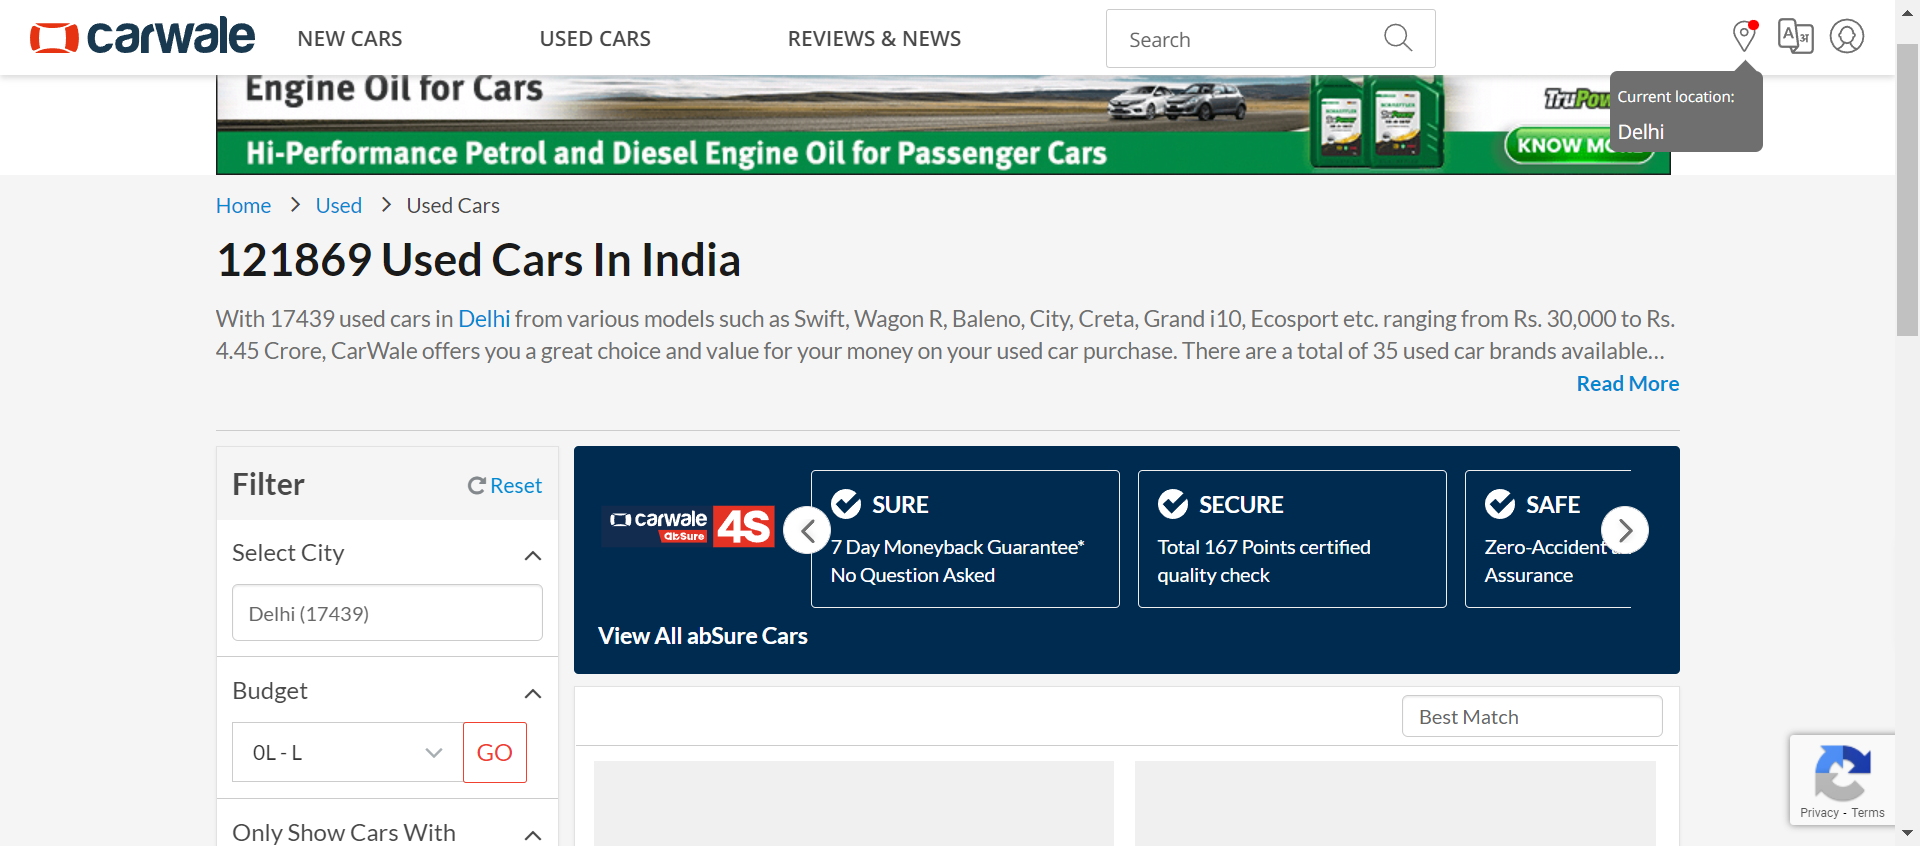 carwale
NEW CARS
USED CARS
REVIEWS & NEWS
Search
A अ
Current location:
Delhi
Engine Oil for Cars
Hi-Performance Petrol and Diesel Engine Oil for Passenger Cars
KNOW
Home > Used > Used Cars
121869 Used Cars In India
With 17439 used cars in Delhi from various models such as Swift, Wagon R, Baleno, City, Creta, Grand i10, Ecosport etc. ranging from Rs. 30,000 to Rs.
4.45 Crore, CarWale offers you a great choice and value for your money on your used car purchase. There are a total of 35 used car brands available...
Read More
Filter
Reset
Select City
Delhi (17439)
Budget
0L - L
GO
Only Show Cars With
carwale
abSure
4S
SURE
7 Day Moneyback Guarantee*
No Question Asked
SECURE
Total 167 Points certified
quality check
SAFE
Zero-Accident
Assurance
View All abSure Cars
Best Match
Privacy - Terms